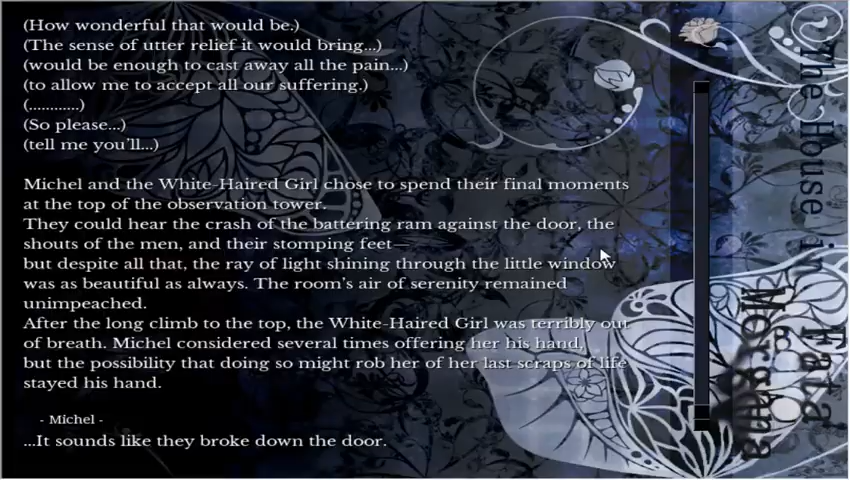 (How wonderful that would be.)
(The sense of utter relief it would bring...)
(would be enough to cast away all the pain...)
(to allow me to accept all our suffering.)
(............)
(So please...)
(tell me you'll...)
Michel and the White-Haired Girl chose to spend their final moments
at the top of the observation tower.
They could hear the crash of the battering ram against the door, the
shouts of the men, and their stomping feet—
but despite all that, the ray of light shining through the little window
was as beautiful as always. The room's air of serenity remained
unimpeached.
After the long climb to the top, the White-Haired Girl was terribly out
of breath. Michel considered several times offering her his hand,
but the possibility that doing so might rob her of her last scraps of life
stayed his hand.
- Michel -
...It sounds like they broke down the door.
The House in
Fata
Morgana